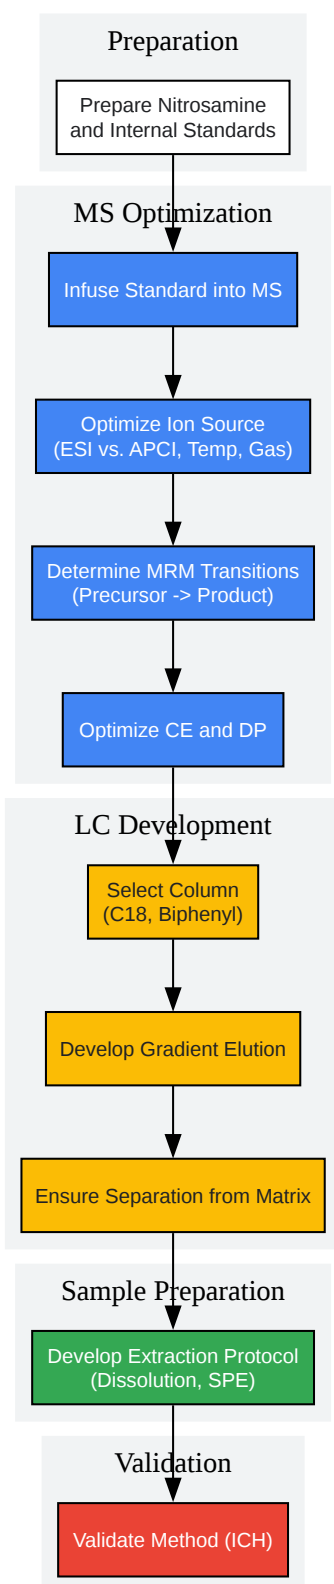 Preparation
Prepare Nitrosamine
and Internal Standards
MS Optimization
Infuse Standard into MS
Optimize Ion Source
(ESI vs. APCI, Temp, Gas)
Determine MRM Transitions
(Precursor -> Product)
Optimize CE and DP
LC Development
Select Column
(C18, Biphenyl)
Develop Gradient Elution
Ensure Separation from Matrix
Sample Preparation
Develop Extraction Protocol
(Dissolution, SPE)
Validation
Validate Method (ICH)